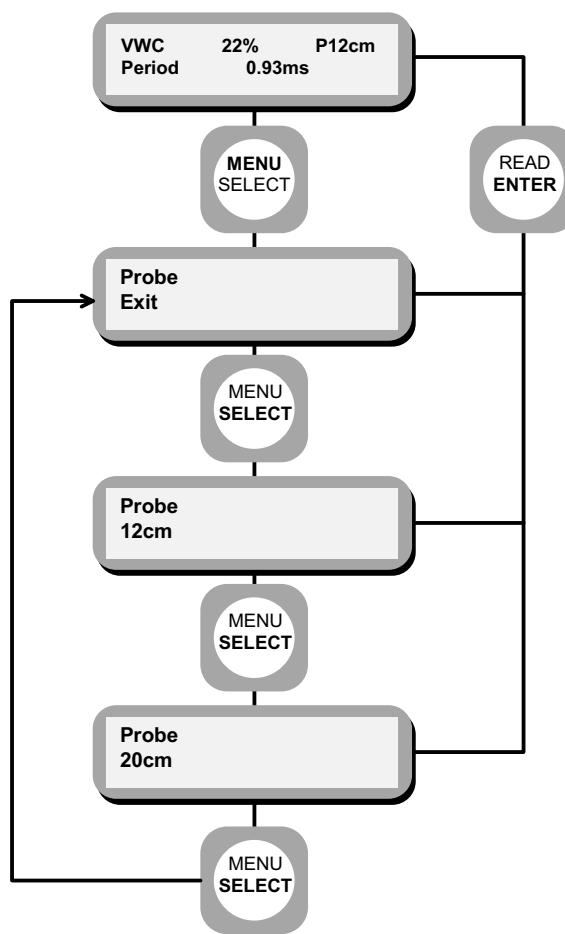 VWC 22% P12cm
Period 0.93ms
MENU
SELECT
READ
ENTER
Probe
Exit
MENU
SELECT
Probe
12cm
MENU
SELECT
Probe
20cm
MENU
SELECT